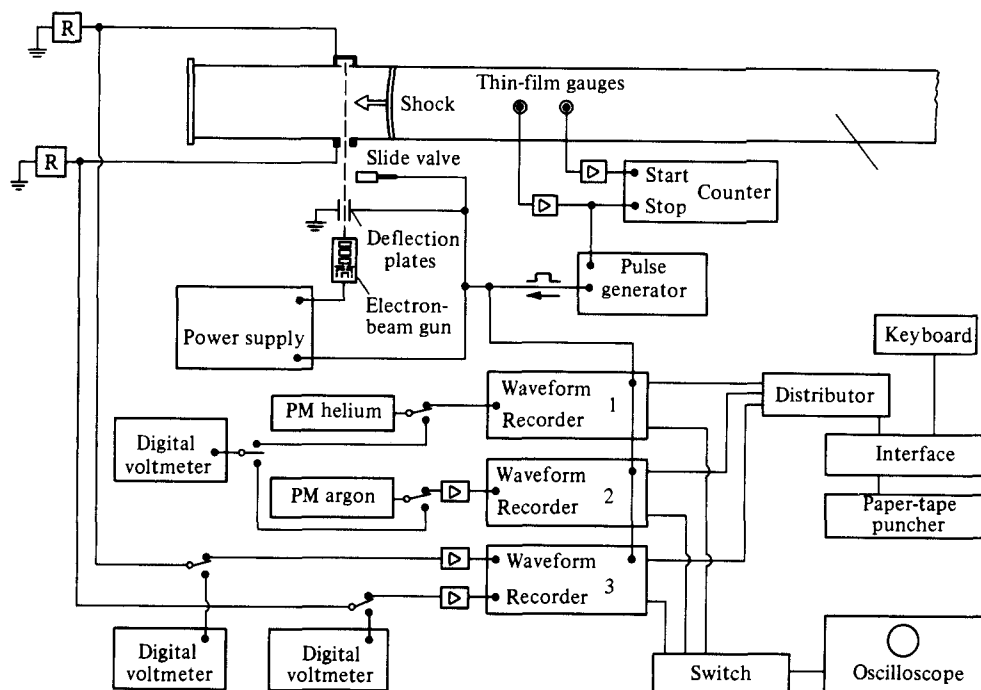 R
Thin-film gauges
Shock
R
Slide valve
Start
Counter
Stop
Deflection
plates
Pulse
generator
Electron-
beam gun
Power supply
Keyboard
Waveform
1
Recorder
Distributor
PM helium
Digital
voltmeter
Interface
Waveform
2
Recorder
PM argon
Paper-tape
puncher
Waveform
3
Recorder
Digital
voltmeter
Digital
voltmeter
Switch
Oscilloscope